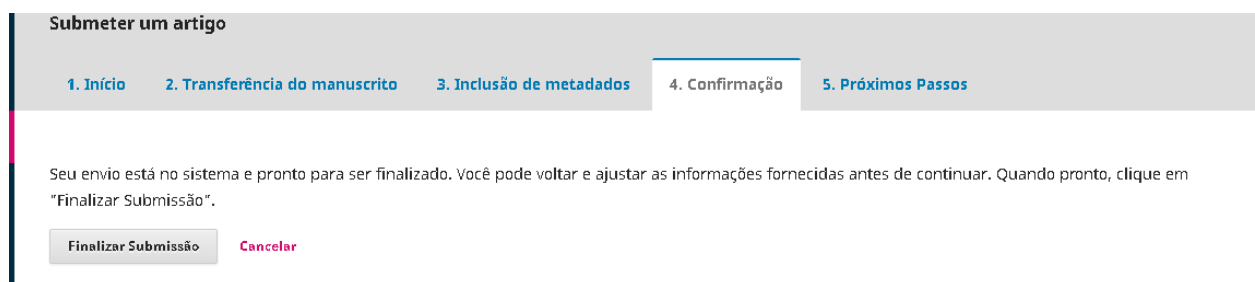 Submeter um artigo
1. Início 2. Transferência do manuscrito 3. Inclusão de metadados 4. Confirmação 5. Próximos Passos
Seu envio está no sistema e pronto para ser finalizado. Você pode voltar e ajustar as informações fornecidas antes de continuar. Quando pronto, clique em
"Finalizar Submissão".
Finalizar Submissão Cancelar